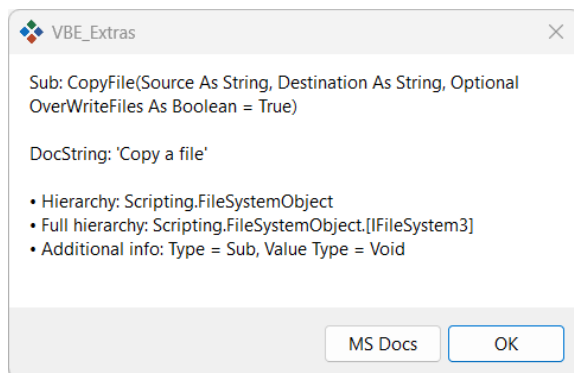 VBE_Extras
Sub: CopyFile(Source As String, Destination As String, Optional
OverWriteFiles As Boolean = True)
DocString: 'Copy a file'
• Hierarchy: Scripting.FileSystemObject
• Full hierarchy: Scripting.FileSystemObject.[IFileSystem3]
• Additional info: Type = Sub, Value Type = Void
MS Docs
OK